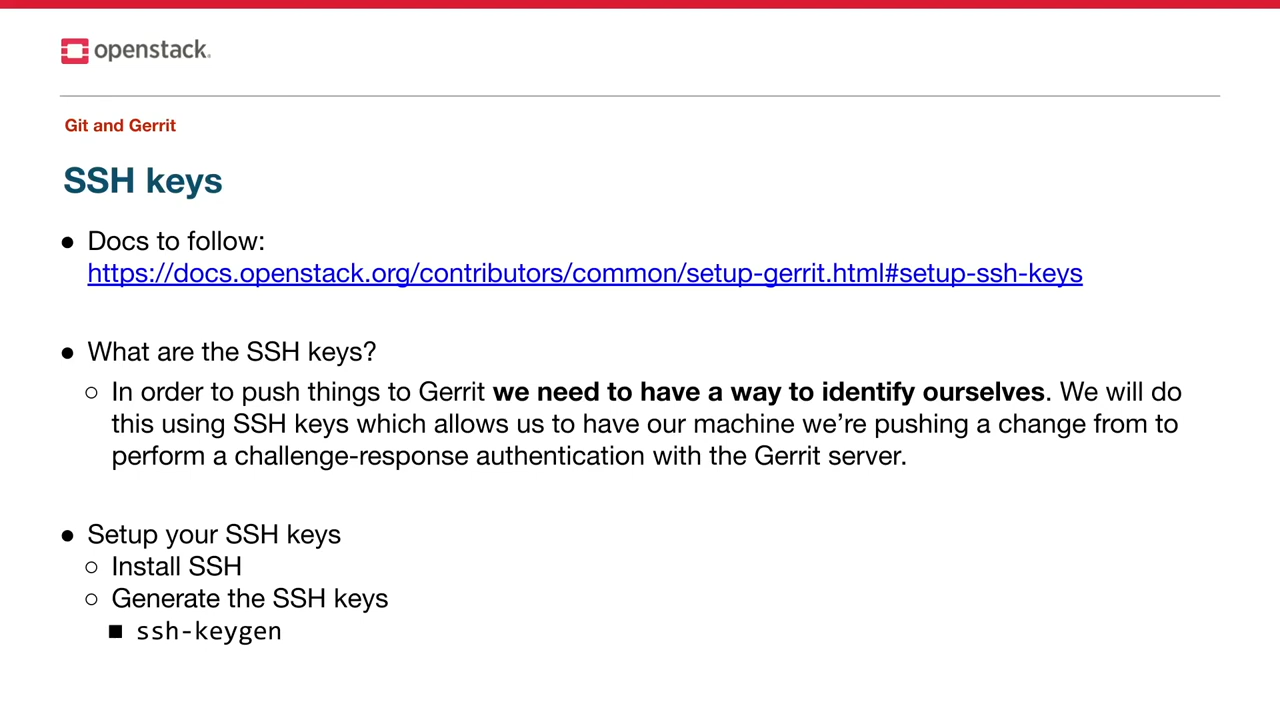 openstack.
Git and Gerrit
SSH keys
● Docs to follow:
https://docs.openstack.org/contributors/common/setup-gerrit.html#setup-ssh-keys
● What are the SSH keys?
○ In order to push things to Gerrit we need to have a way to identify ourselves. We will do
this using SSH keys which allows us to have our machine we’re pushing a change from to
perform a challenge-response authentication with the Gerrit server.
● Setup your SSH keys
○ Install SSH
○ Generate the SSH keys
■ ssh-keygen